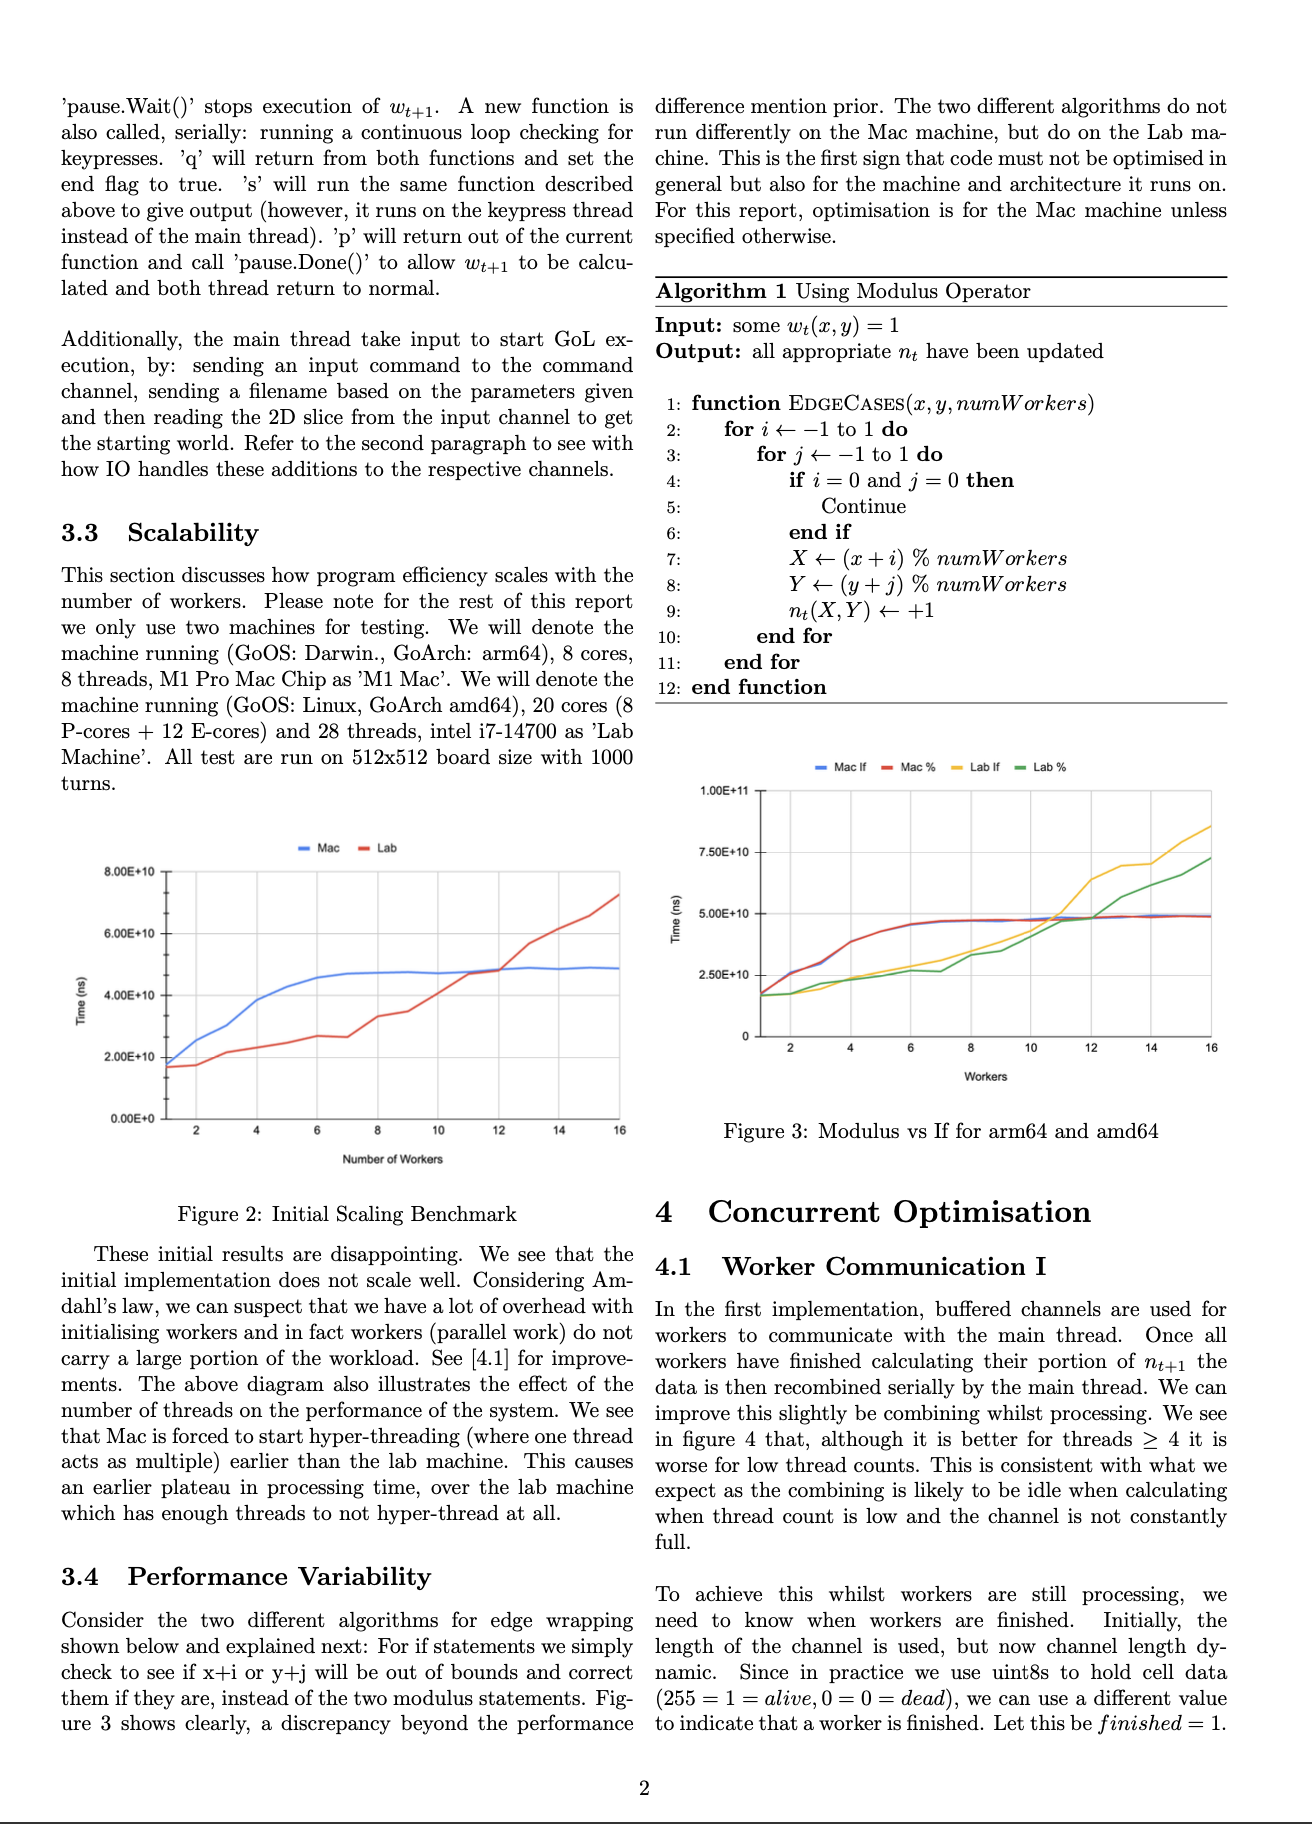 ’pause.Wait()’ stops execution of wₜ₊₁. A new function is
also called, serially: running a continuous loop checking for
keypresses. ’q’ will return from both functions and set the
end flag to true. ’s’ will run the same function described
above to give output (however, it runs on the keypress thread
instead of the main thread). ’p’ will return out of the current
function and call ’pause.Done()’ to allow wₜ₊₁ to be calcu-
lated and both thread return to normal.
Additionally, the main thread take input to start GoL ex-
ecution, by: sending an input command to the command
channel, sending a filename based on the parameters given
and then reading the 2D slice from the input channel to get
the starting world. Refer to the second paragraph to see with
how IO handles these additions to the respective channels.
3.3 Scalability
This section discusses how program efficiency scales with the
number of workers. Please note for the rest of this report
we only use two machines for testing. We will denote the
machine running (GoOS: Darwin., GoArch: arm64), 8 cores,
8 threads, M1 Pro Mac Chip as ’M1 Mac’. We will denote the
machine running (GoOS: Linux, GoArch amd64), 20 cores (8
P-cores + 12 E-cores) and 28 threads, intel i7-14700 as ’Lab
Machine’. All test are run on 512x512 board size with 1000
turns.
Mac Lab
8.00E+10
6.00E+10
4.00E+10
2.00E+10
0.00E+0
Time (ns)
2 4 6 8 10 12 14 16
Number of Workers
Figure 2: Initial Scaling Benchmark
These initial results are disappointing. We see that the
initial implementation does not scale well. Considering Am-
dahl’s law, we can suspect that we have a lot of overhead with
initialising workers and in fact workers (parallel work) do not
carry a large portion of the workload. See [4.1] for improve-
ments. The above diagram also illustrates the effect of the
number of threads on the performance of the system. We see
that Mac is forced to start hyper-threading (where one thread
acts as multiple) earlier than the lab machine. This causes
an earlier plateau in processing time, over the lab machine
which has enough threads to not hyper-thread at all.
3.4 Performance Variability
Consider the two different algorithms for edge wrapping
shown below and explained next: For if statements we simply
check to see if x+i or y+j will be out of bounds and correct
them if they are, instead of the two modulus statements. Fig-
ure 3 shows clearly, a discrepancy beyond the performance
difference mention prior. The two different algorithms do not
run differently on the Mac machine, but do on the Lab ma-
chine. This is the first sign that code must not be optimised in
general but also for the machine and architecture it runs on.
For this report, optimisation is for the Mac machine unless
specified otherwise.
Algorithm 1 Using Modulus Operator
Input: some wₜ(x, y) = 1
Output: all appropriate nₜ have been updated
1: function EDGECASES(x, y, numWorkers)
2: for i ← −1 to 1 do
3: for j ← −1 to 1 do
4: if i = 0 and j = 0 then
5: Continue
6: end if
7: X ← (x + i) % numWorkers
8: Y ← (y + j) % numWorkers
9: nₜ(X, Y) ← +1
10: end for
11: end for
12: end function
Mac If Mac % Lab If Lab %
1.00E+11
7.50E+10
5.00E+10
2.50E+10
0
Time (ns)
2 4 6 8 10 12 14 16
Workers
Figure 3: Modulus vs If for arm64 and amd64
4 Concurrent Optimisation
4.1 Worker Communication I
In the first implementation, buffered channels are used for
workers to communicate with the main thread. Once all
workers have finished calculating their portion of nₜ₊₁ the
data is then recombined serially by the main thread. We can
improve this slightly be combining whilst processing. We see
in figure 4 that, although it is better for threads ≥ 4 it is
worse for low thread counts. This is consistent with what we
expect as the combining is likely to be idle when calculating
when thread count is low and the channel is not constantly
full.
To achieve this whilst workers are still processing, we
need to know when workers are finished. Initially, the
length of the channel is used, but now channel length dy-
namic. Since in practice we use uint8s to hold cell data
(255 = 1 = alive, 0 = 0 = dead), we can use a different value
to indicate that a worker is finished. Let this be finished = 1.
2